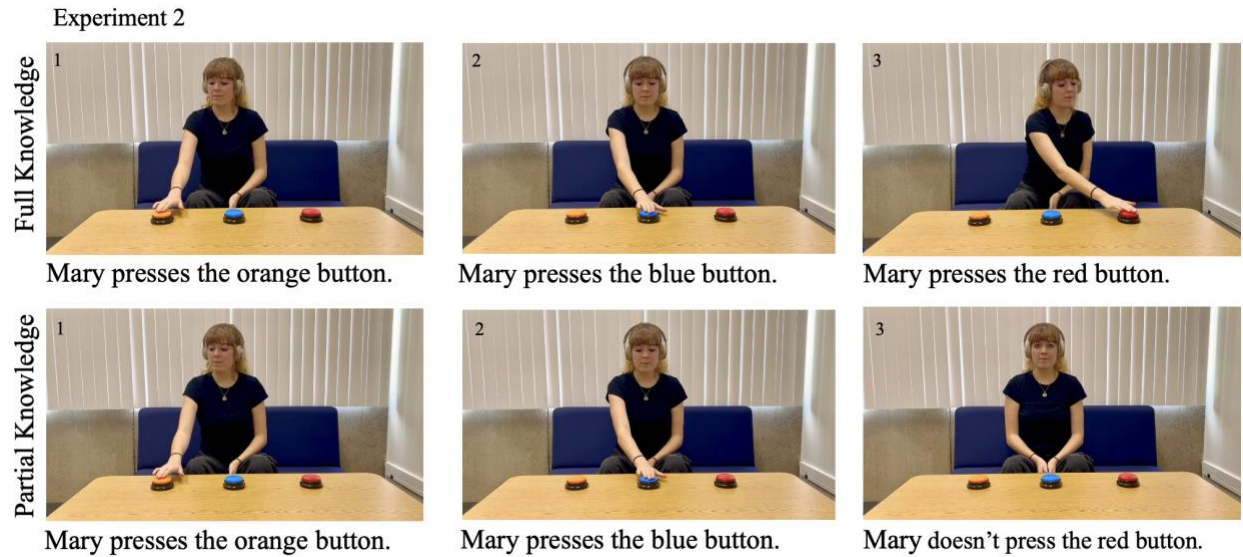 Experiment 2
Full Knowledge
1
2
3
Mary presses the orange button.
Mary presses the blue button.
Mary presses the red button.
Partial Knowledge
1
2
3
Mary presses the orange button.
Mary presses the blue button.
Mary doesn't press the red button.